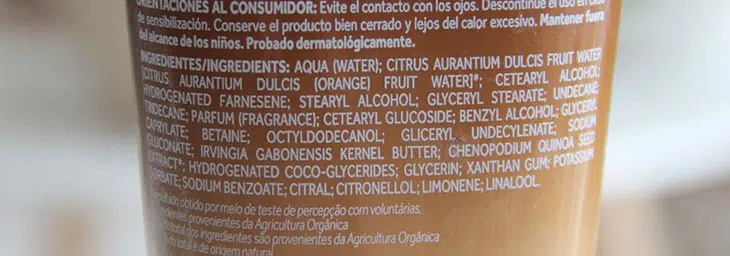 ORIENTACIONES AL CONSUMIDOR: Evite el contacto con los ojos. Descontinúe el uso en caso
de sensibilización. Conserve el producto bien cerrado y lejos del calor excesivo. Mantener fuera
del alcance de los niños. Probado dermatológicamente.
INGREDIENTES/INGREDIENTS: AQUA (WATER); CITRUS AURANTIUM DULCIS FRUIT WATER
[CITRUS AURANTIUM DULCIS (ORANGE) FRUIT WATER]*; CETEARYL ALCOHOL;
HYDROGENATED FARNESENE; STEARYL ALCOHOL; GLYCERYL STEARATE; UNDECANE;
TRIDECANE; PARFUM (FRAGRANCE); CETEARYL GLUCOSIDE; BENZYL ALCOHOL; GLYCERYL
CAPRYLATE; BETAINE; OCTYLDODECANOL; GLICERYL UNDECYLENATE; SODIUM
GLUCONATE; IRVINGIA GABONENSIS KERNEL BUTTER; CHENOPODIUM QUINOA SEED
EXTRACT*; HYDROGENATED COCO-GLYCERIDES; GLYCERIN; XANTHAN GUM; POTASSIUM
SORBATE; SODIUM BENZOATE; CITRAL; CITRONELLOL; LIMONENE; LINALOOL.
obtido por meio de teste de percepção com voluntárias.
provenientes da Agricultura Orgânica
total dos ingredientes são provenientes da Agricultura Orgânica
total é de origem natural